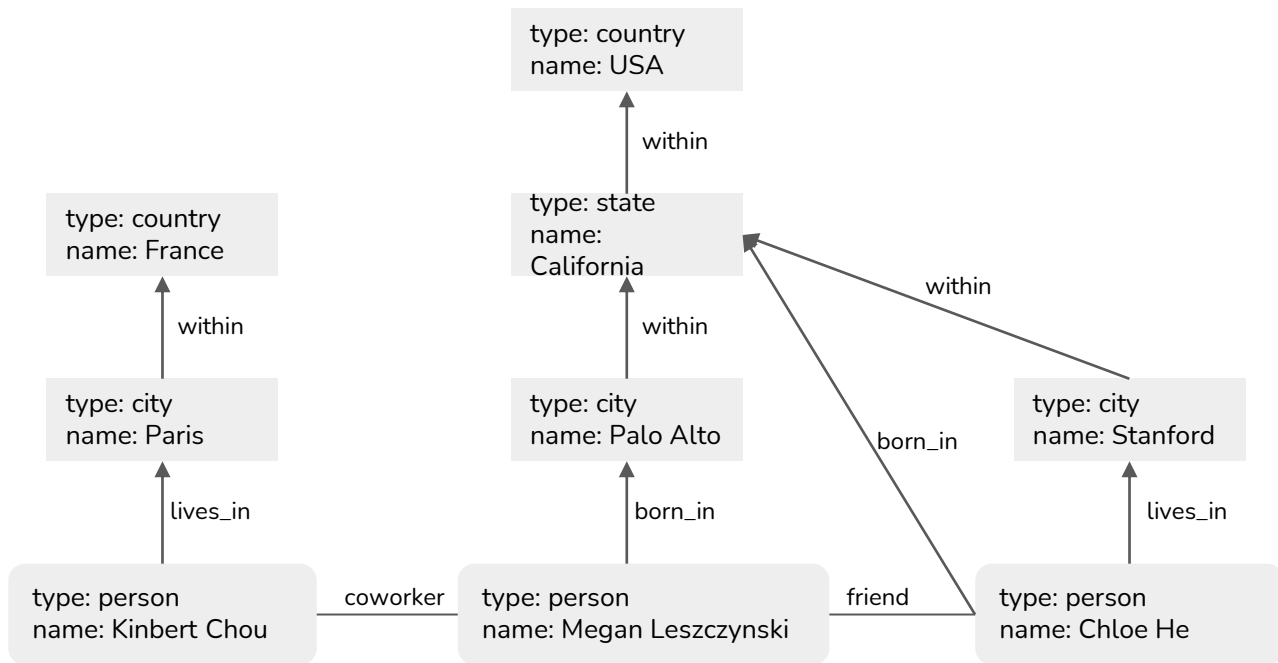 type: country
name: USA
within
type: country
name: France
type: state
name:
California
within
within
within
type: city
name: Paris
type: city
name: Palo Alto
type: city
name: Stanford
born_in
lives_in
born_in
lives_in
type: person
name: Kinbert Chou
coworker
type: person
name: Megan Leszczynski
friend
type: person
name: Chloe He